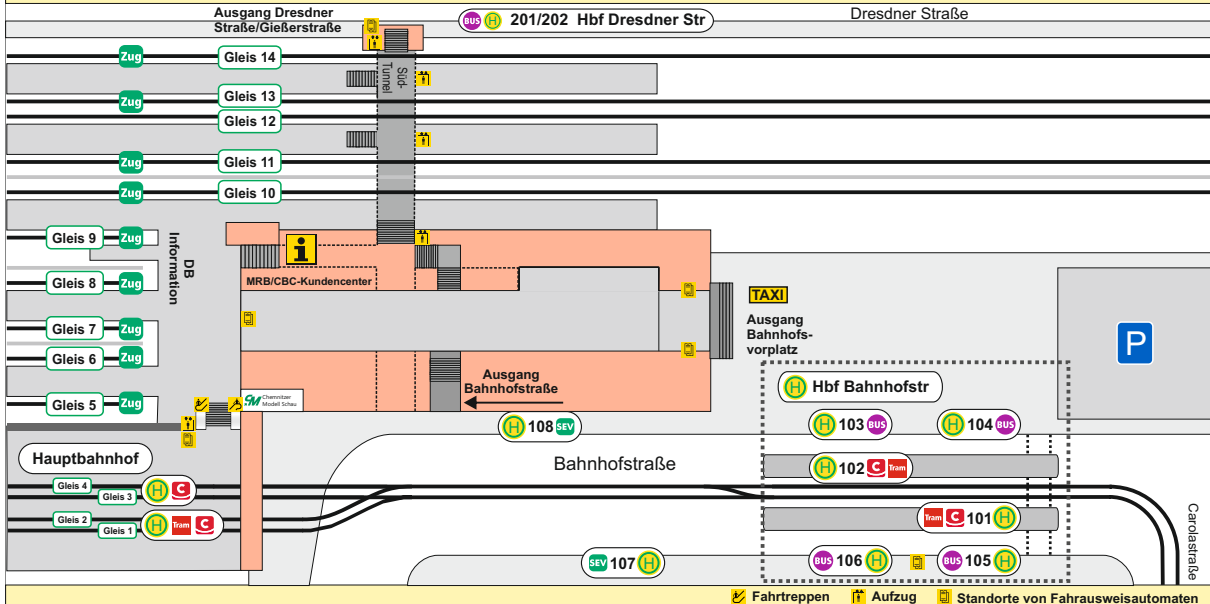 Ausgang Dresdner
Straße/Gießerstraße
BUS H 201/202 Hbf Dresdner Str
Dresdner Straße
Zug Gleis 14
Süd-
Tunnel
Zug Gleis 13
Gleis 12
Zug Gleis 11
Zug Gleis 10
Gleis 9 Zug
DB
Information
i
Gleis 8 Zug
MRB/CBC-Kundencenter
TAXI
Ausgang
Bahnhofs-
vorplatz
P
Gleis 7 Zug
Gleis 6 Zug
Gleis 5 Zug
CM Chemnitzer
Modell Schau
Ausgang
Bahnhofstraße
H Hbf Bahnhofstr
H 108 SEV
H 103 BUS
H 104 BUS
Hauptbahnhof
Bahnhofstraße
H 102 C Tram
Gleis 4
Gleis 3
H C
Gleis 2
Gleis 1
H Tram C
Tram C 101 H
Carolastraße
SEV 107 H
BUS 106 H
BUS 105 H
Fahrtreppen
Aufzug
Standorte von Fahrausweisautomaten